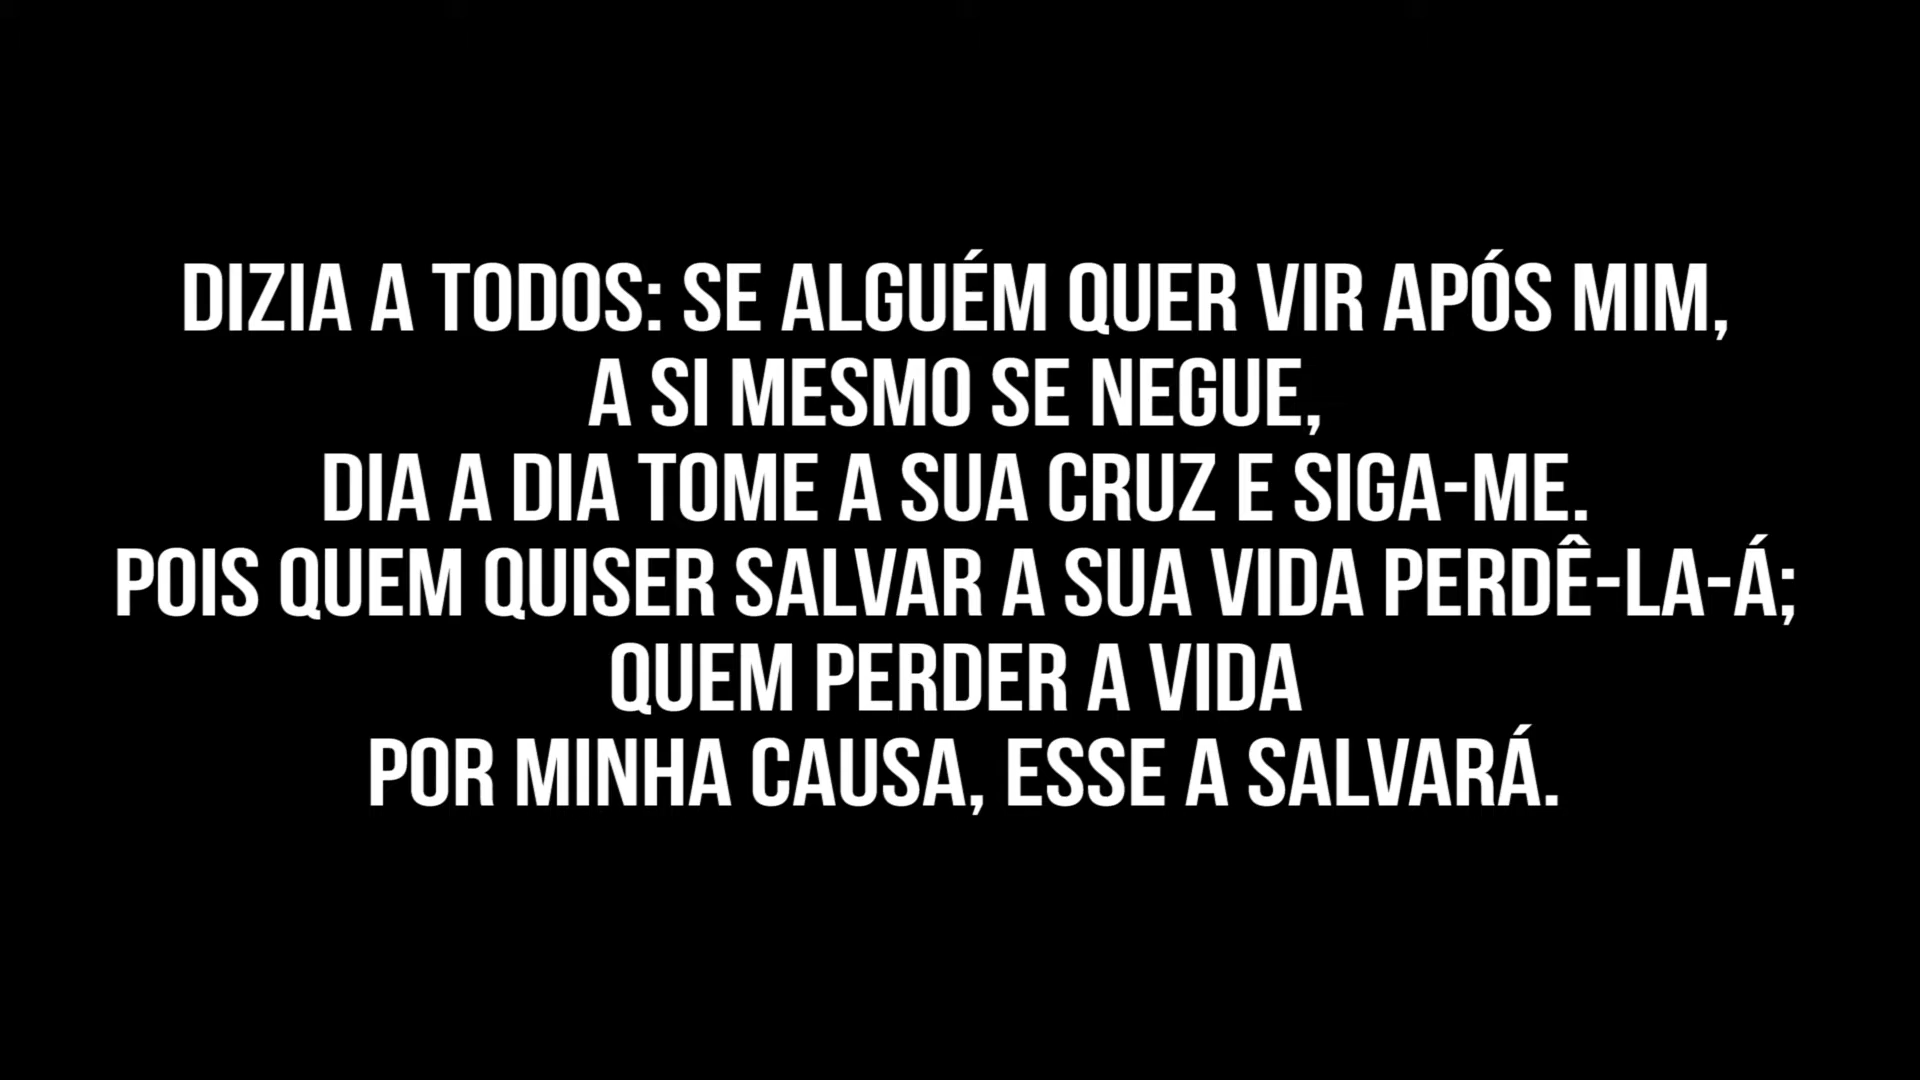 DIZIA A TODOS: SE ALGUÉM QUER VIR APÓS MIM,
A SI MESMO SE NEGUE,
DIA A DIA TOME A SUA CRUZ E SIGA-ME.
POIS QUEM QUISER SALVAR A SUA VIDA PERDÊ-LA-Á;
QUEM PERDER A VIDA
POR MINHA CAUSA, ESSE A SALVARÁ.